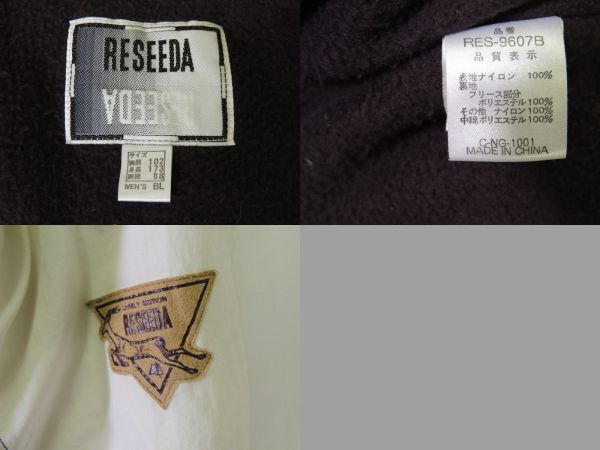 RESEEDA
RESEEDA
サイズ
胸囲 102
身長 173
胴囲 88
MEN'S BL
品番
RES-9607B
品質表示
表地 ナイロン 100%
裏地
フリース部分
ポリエステル 100%
その他 ナイロン 100%
中綿 ポリエステル 100%
C-NG-1001
MADE IN CHINA
EDITION
RESEEDA